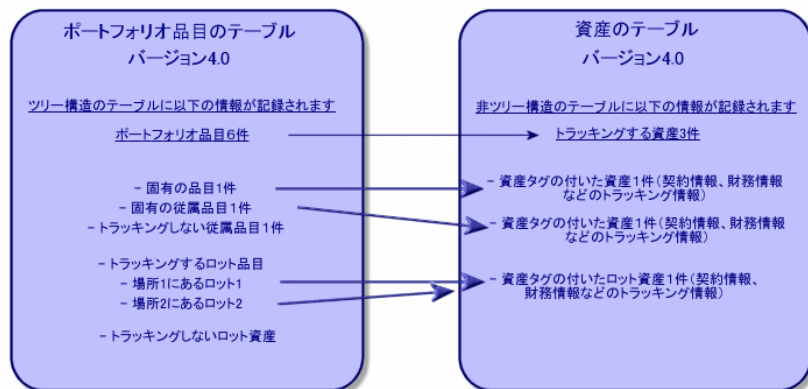 ポートフォリオ品目のテーブル
バージョン4.0
ツリー構造のテーブルに以下の情報が記録されます
ポートフォリオ品目6件
- 固有の品目1件
- 固有の従属品目1件
- トラッキングしない従属品目1件
- トラッキングするロット品目
- 場所1にあるロット1
- 場所2にあるロット2
- トラッキングしないロット資産
資産のテーブル
バージョン4.0
非ツリー構造のテーブルに以下の情報が記録されます
トラッキングする資産3件
- 資産タグの付いた資産1件(契約情報、財務情報
などのトラッキング情報)
- 資産タグの付いた資産1件(契約情報、財務情報
などのトラッキング情報)
- 資産タグの付いたロット資産1件(契約情報、
財務情報などのトラッキング情報)